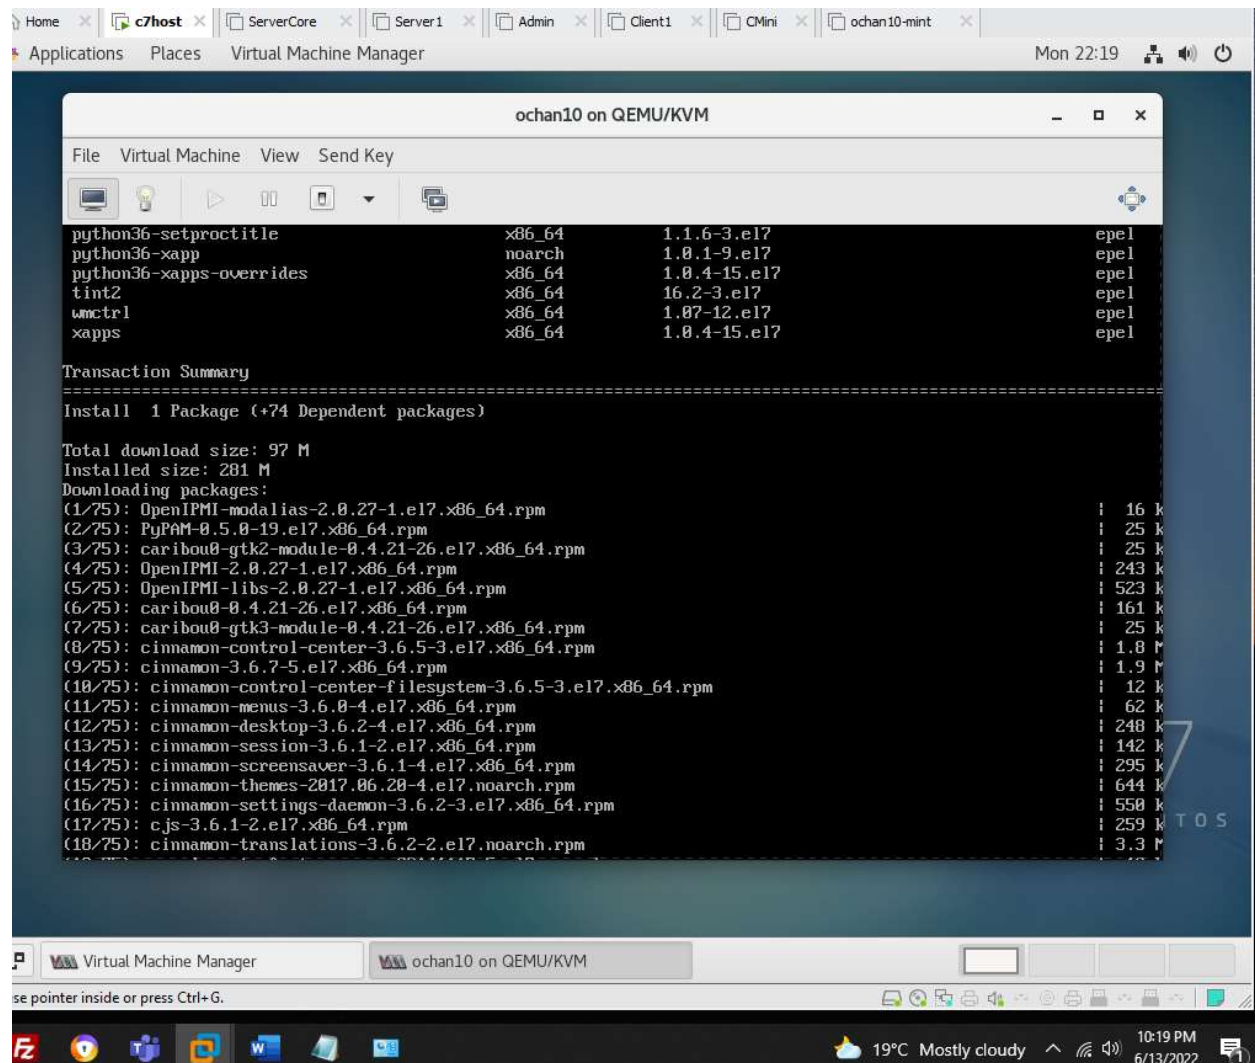 Home c7host ServerCore Server1 Admin Client1 CMini ochan10-mint
Applications Places Virtual Machine Manager Mon 22:19
ochan10 on QEMU/KVM
File Virtual Machine View Send Key
python36-setproctitle x86_64 1.1.6-3.el7 epel
python36-xapp noarch 1.0.1-9.el7 epel
python36-xapps-overrides x86_64 1.0.4-15.el7 epel
tint2 x86_64 16.2-3.el7 epel
wmctrl x86_64 1.07-12.el7 epel
xapps x86_64 1.0.4-15.el7 epel
Transaction Summary
Install 1 Package (+74 Dependent packages)
Total download size: 97 M
Installed size: 281 M
Downloading packages:
(1/75): OpenIPMI-modalias-2.0.27-1.el7.x86_64.rpm | 16 k
(2/75): PyPAM-0.5.0-19.el7.x86_64.rpm | 25 k
(3/75): caribou0-gtk2-module-0.4.21-26.el7.x86_64.rpm | 25 k
(4/75): OpenIPMI-2.0.27-1.el7.x86_64.rpm | 243 k
(5/75): OpenIPMI-libs-2.0.27-1.el7.x86_64.rpm | 523 k
(6/75): caribou0-0.4.21-26.el7.x86_64.rpm | 161 k
(7/75): caribou0-gtk3-module-0.4.21-26.el7.x86_64.rpm | 25 k
(8/75): cinnamon-control-center-3.6.5-3.el7.x86_64.rpm | 1.8 M
(9/75): cinnamon-3.6.7-5.el7.x86_64.rpm | 1.9 M
(10/75): cinnamon-control-center-filesystem-3.6.5-3.el7.x86_64.rpm | 12 k
(11/75): cinnamon-menus-3.6.0-4.el7.x86_64.rpm | 62 k
(12/75): cinnamon-desktop-3.6.2-4.el7.x86_64.rpm | 248 k
(13/75): cinnamon-session-3.6.1-2.el7.x86_64.rpm | 142 k
(14/75): cinnamon-screensaver-3.6.1-4.el7.x86_64.rpm | 295 k
(15/75): cinnamon-themes-2017.06.20-4.el7.noarch.rpm | 644 k
(16/75): cinnamon-settings-daemon-3.6.2-3.el7.x86_64.rpm | 550 k
(17/75): cjs-3.6.1-2.el7.x86_64.rpm | 259 k
(18/75): cinnamon-translations-3.6.2-2.el7.noarch.rpm | 3.3 M
7
TOS
Virtual Machine Manager ochan10 on QEMU/KVM
se pointer inside or press Ctrl+G.
19°C Mostly cloudy 10:19 PM
6/13/2022